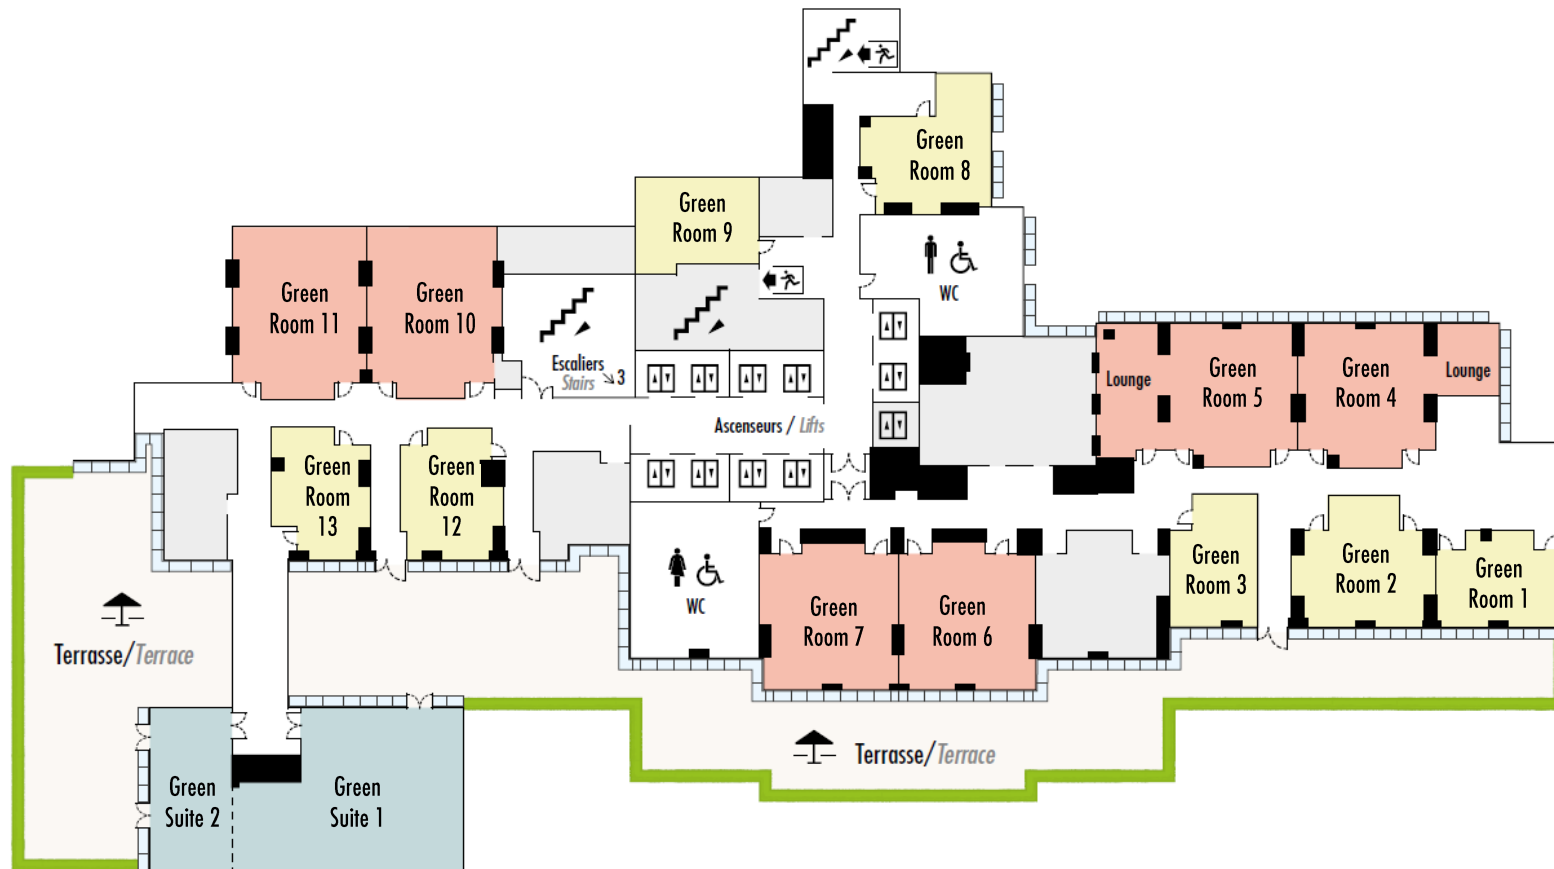 Green
Room 8
Green
Room 9
WC
Green
Room 11
Green
Room 10
Escaliers
Stairs
3
Lounge
Green
Room 5
Green
Room 4
Lounge
Ascenseurs / Lifts
Green
Room
13
Green
Room
12
Green
Room 3
Green
Room 2
Green
Room 1
WC
Green
Room 7
Green
Room 6
Terrasse/Terrace
Terrasse/Terrace
Green
Suite 2
Green
Suite 1